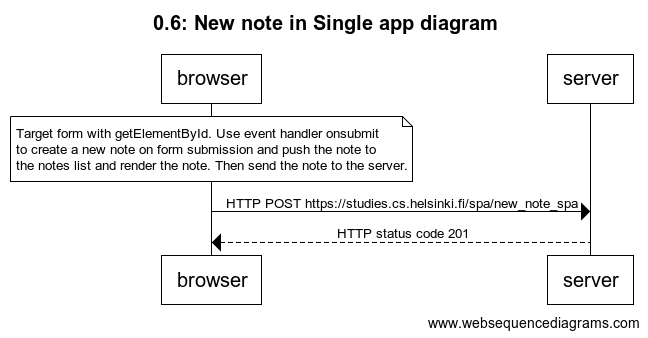 0.6: New note in Single app diagram
browser
server
Target form with getElementById. Use event handler onsubmit
to create a new note on form submission and push the note to
the notes list and render the note. Then send the note to the server.
HTTP POST https://studies.cs.helsinki.fi/spa/new_note_spa
HTTP status code 201
browser
server
www.websequencediagrams.com